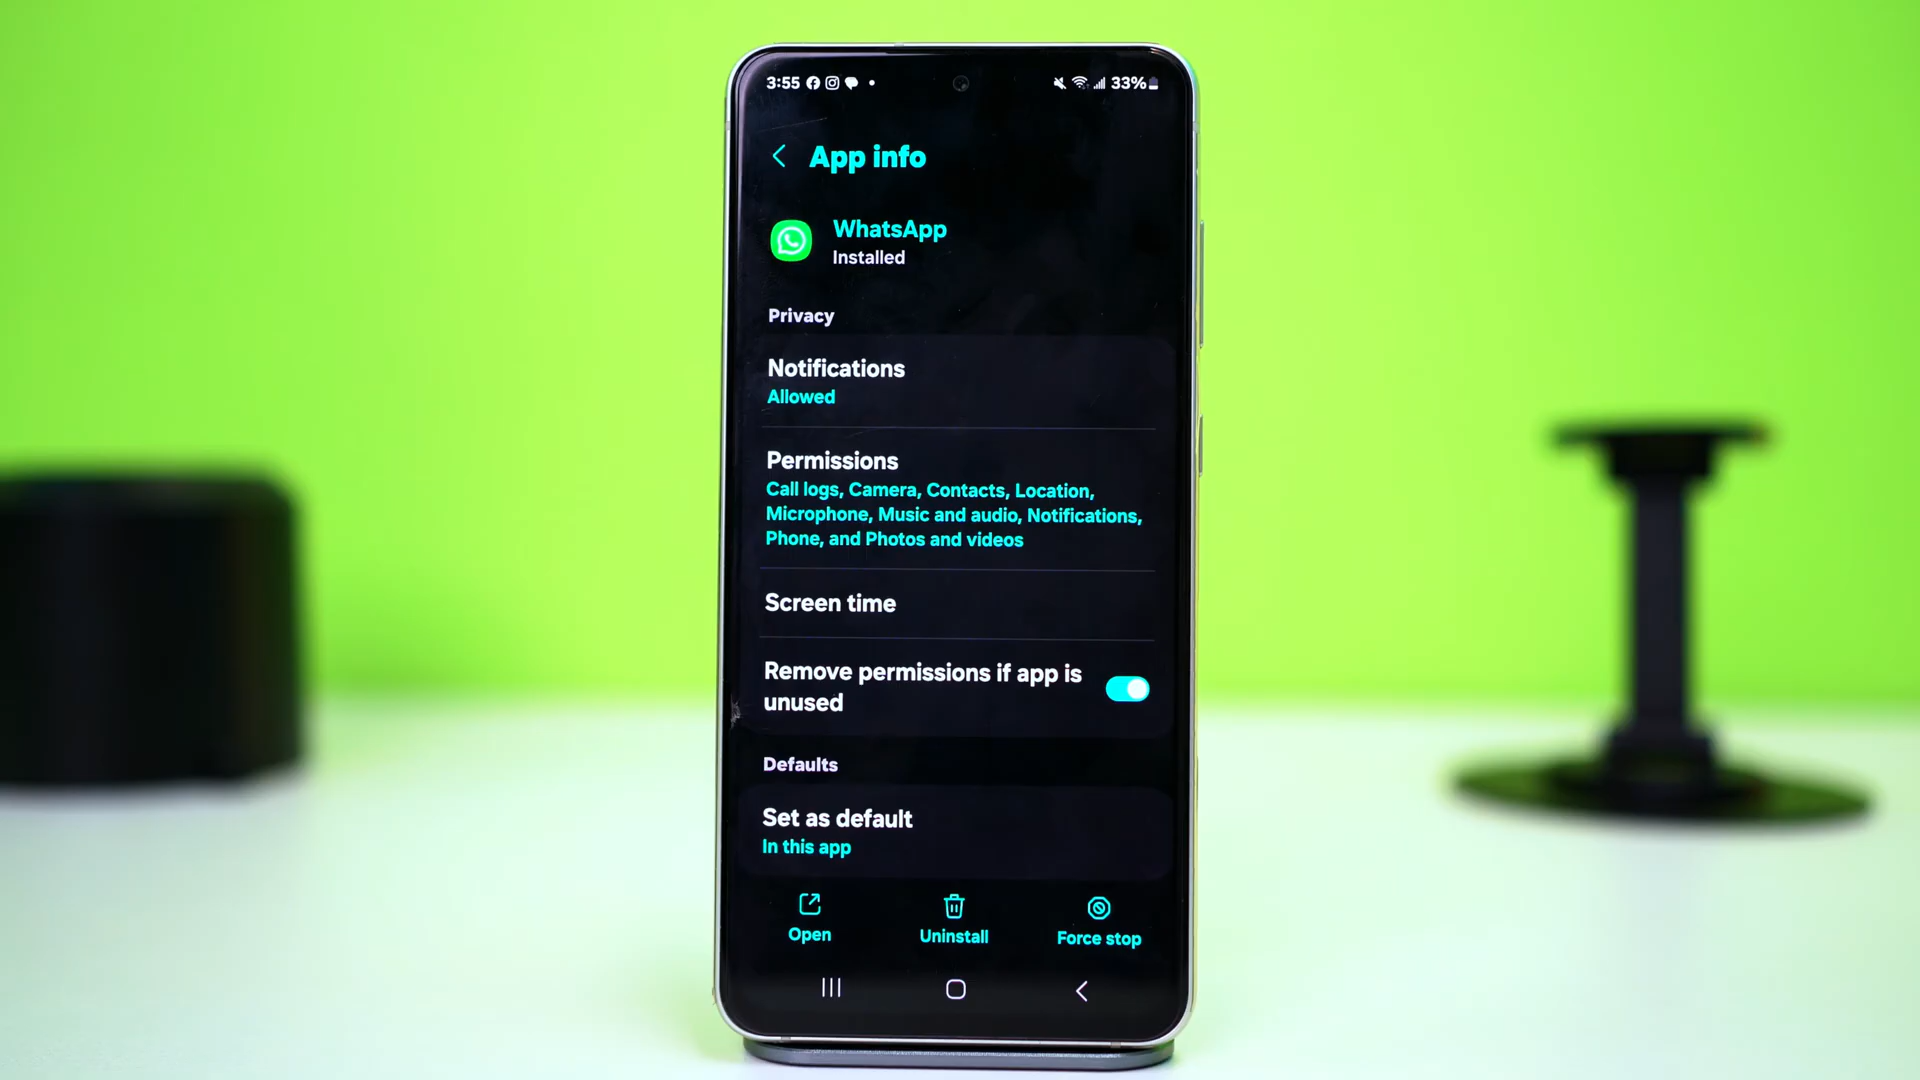 3:55 33%
App info
WhatsApp
Installed
Privacy
Notifications
Allowed
Permissions
Call logs, Camera, Contacts, Location,
Microphone, Music and audio, Notifications,
Phone, and Photos and videos
Screen time
Remove permissions if app is
unused
Defaults
Set as default
In this app
Open Uninstall Force stop